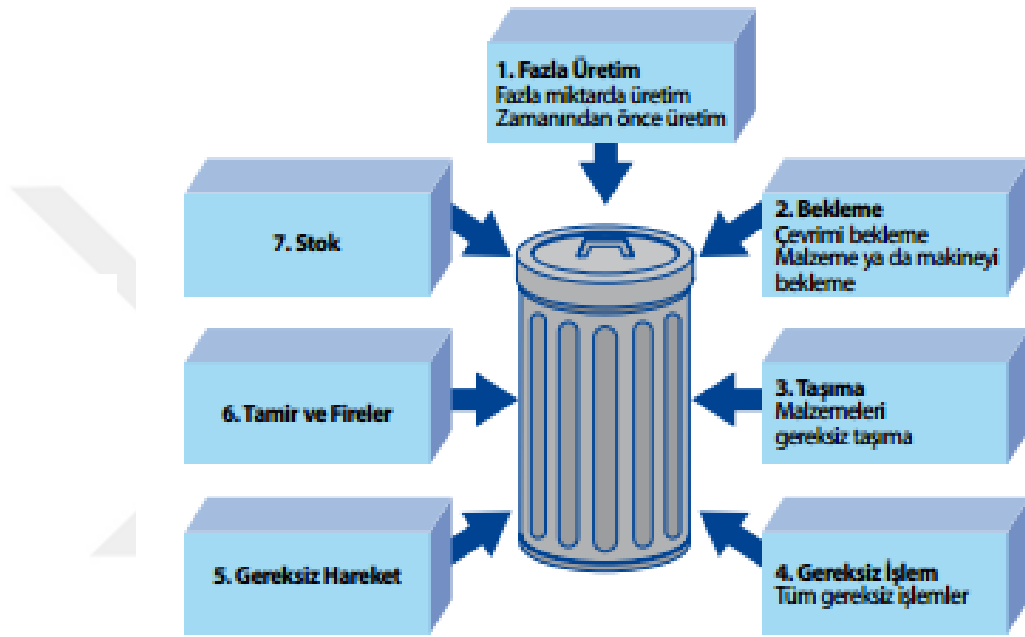 1. Fazla Üretim
Fazla miktarda üretim
Zamanından önce üretim
2. Bekleme
Çevrimi bekleme
Malzeme ya da makineyi
bekleme
3. Taşıma
Malzemeleri
gereksiz taşıma
4. Gereksiz İşlem
Tüm gereksiz işlemler
5. Gereksiz Hareket
6. Tamir ve Fireler
7. Stok